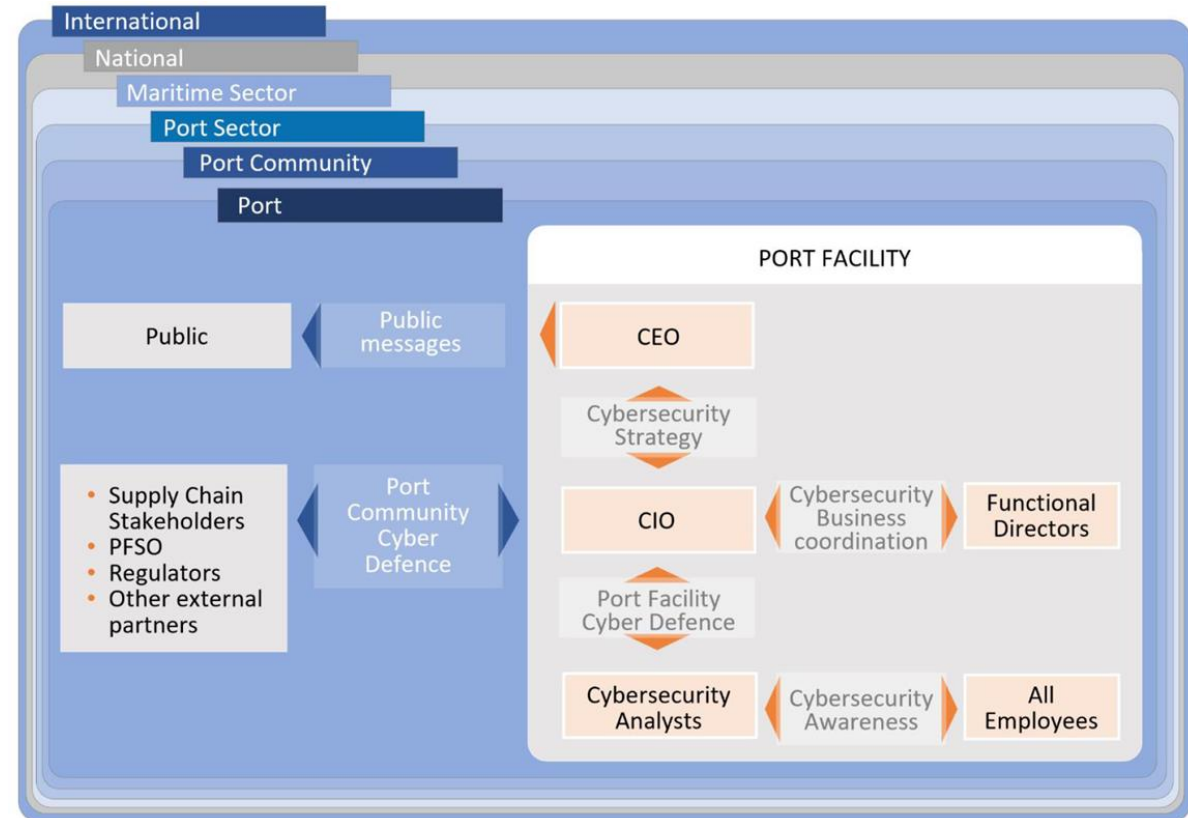 International
National
Maritime Sector
Port Sector
Port Community
Port
PORT FACILITY
Public
Public
messages
CEO
Cybersecurity
Strategy
• Supply Chain
Stakeholders
• PFSO
• Regulators
• Other external
partners
Port
Community
Cyber
Defence
CIO
Cybersecurity
Business
coordination
Functional
Directors
Port Facility
Cyber Defence
Cybersecurity
Analysts
Cybersecurity
Awareness
All
Employees